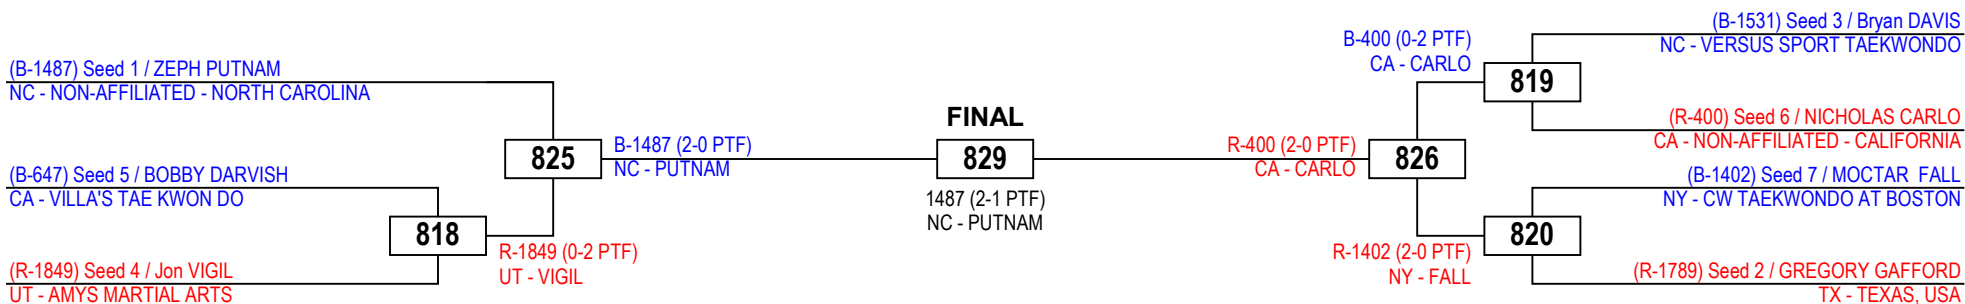 (B-1487) Seed 1 / ZEPH PUTNAM
NC - NON-AFFILIATED - NORTH CAROLINA
(B-647) Seed 5 / BOBBY DARVISH
CA - VILLA'S TAE KWON DO
(R-1849) Seed 4 / Jon VIGIL
UT - AMYS MARTIAL ARTS
818
R-1849 (0-2 PTF)
UT - VIGIL
825
B-1487 (2-0 PTF)
NC - PUTNAM
FINAL
829
1487 (2-1 PTF)
NC - PUTNAM
R-400 (2-0 PTF)
CA - CARLO
826
B-400 (0-2 PTF)
CA - CARLO
819
R-1402 (2-0 PTF)
NY - FALL
820
(B-1531) Seed 3 / Bryan DAVIS
NC - VERSUS SPORT TAEKWONDO
(R-400) Seed 6 / NICHOLAS CARLO
CA - NON-AFFILIATED - CALIFORNIA
(B-1402) Seed 7 / MOCTAR  FALL
NY - CW TAEKWONDO AT BOSTON
(R-1789) Seed 2 / GREGORY GAFFORD
TX - TEXAS, USA